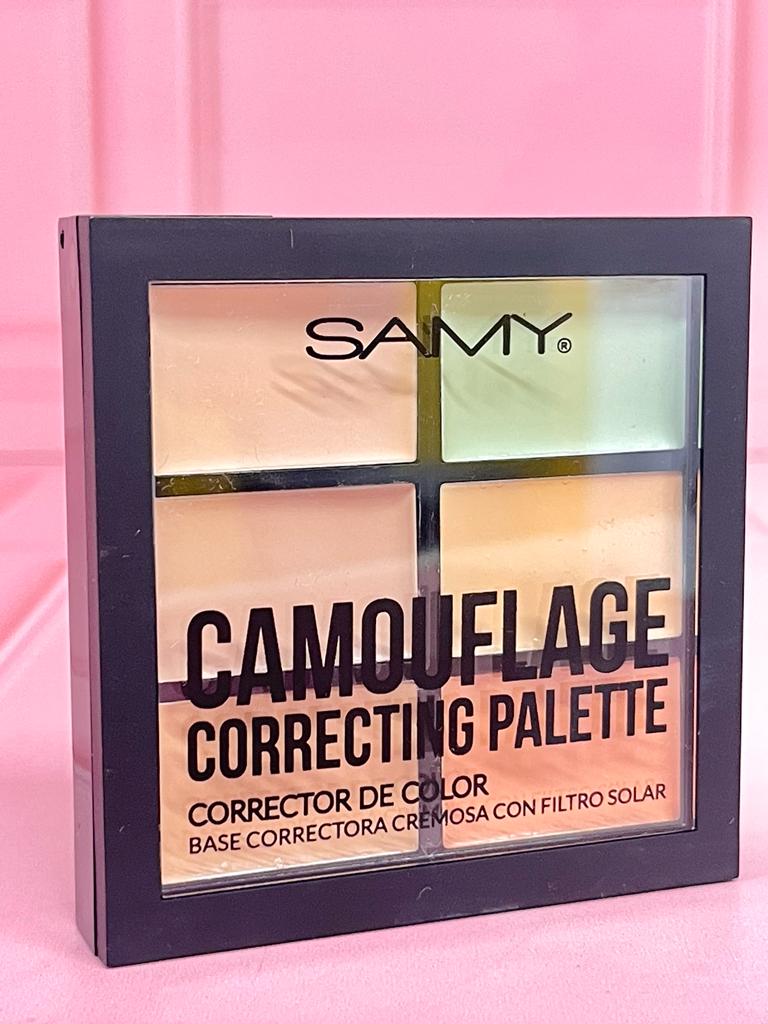 SAMY®
CAMOUFLAGE
CORRECTING PALETTE
CORRECTOR DE COLOR
BASE CORRECTORA CREMOSA CON FILTRO SOLAR